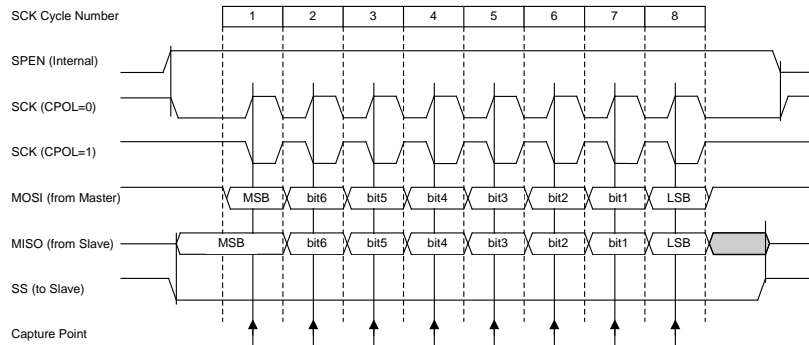 SCK Cycle Number 1 2 3 4 5 6 7 8
SPEN (Internal)
SCK (CPOL=0)
SCK (CPOL=1)
MOSI (from Master) MSB bit6 bit5 bit4 bit3 bit2 bit1 LSB
MISO (from Slave) MSB bit6 bit5 bit4 bit3 bit2 bit1 LSB
SS (to Slave)
Capture Point